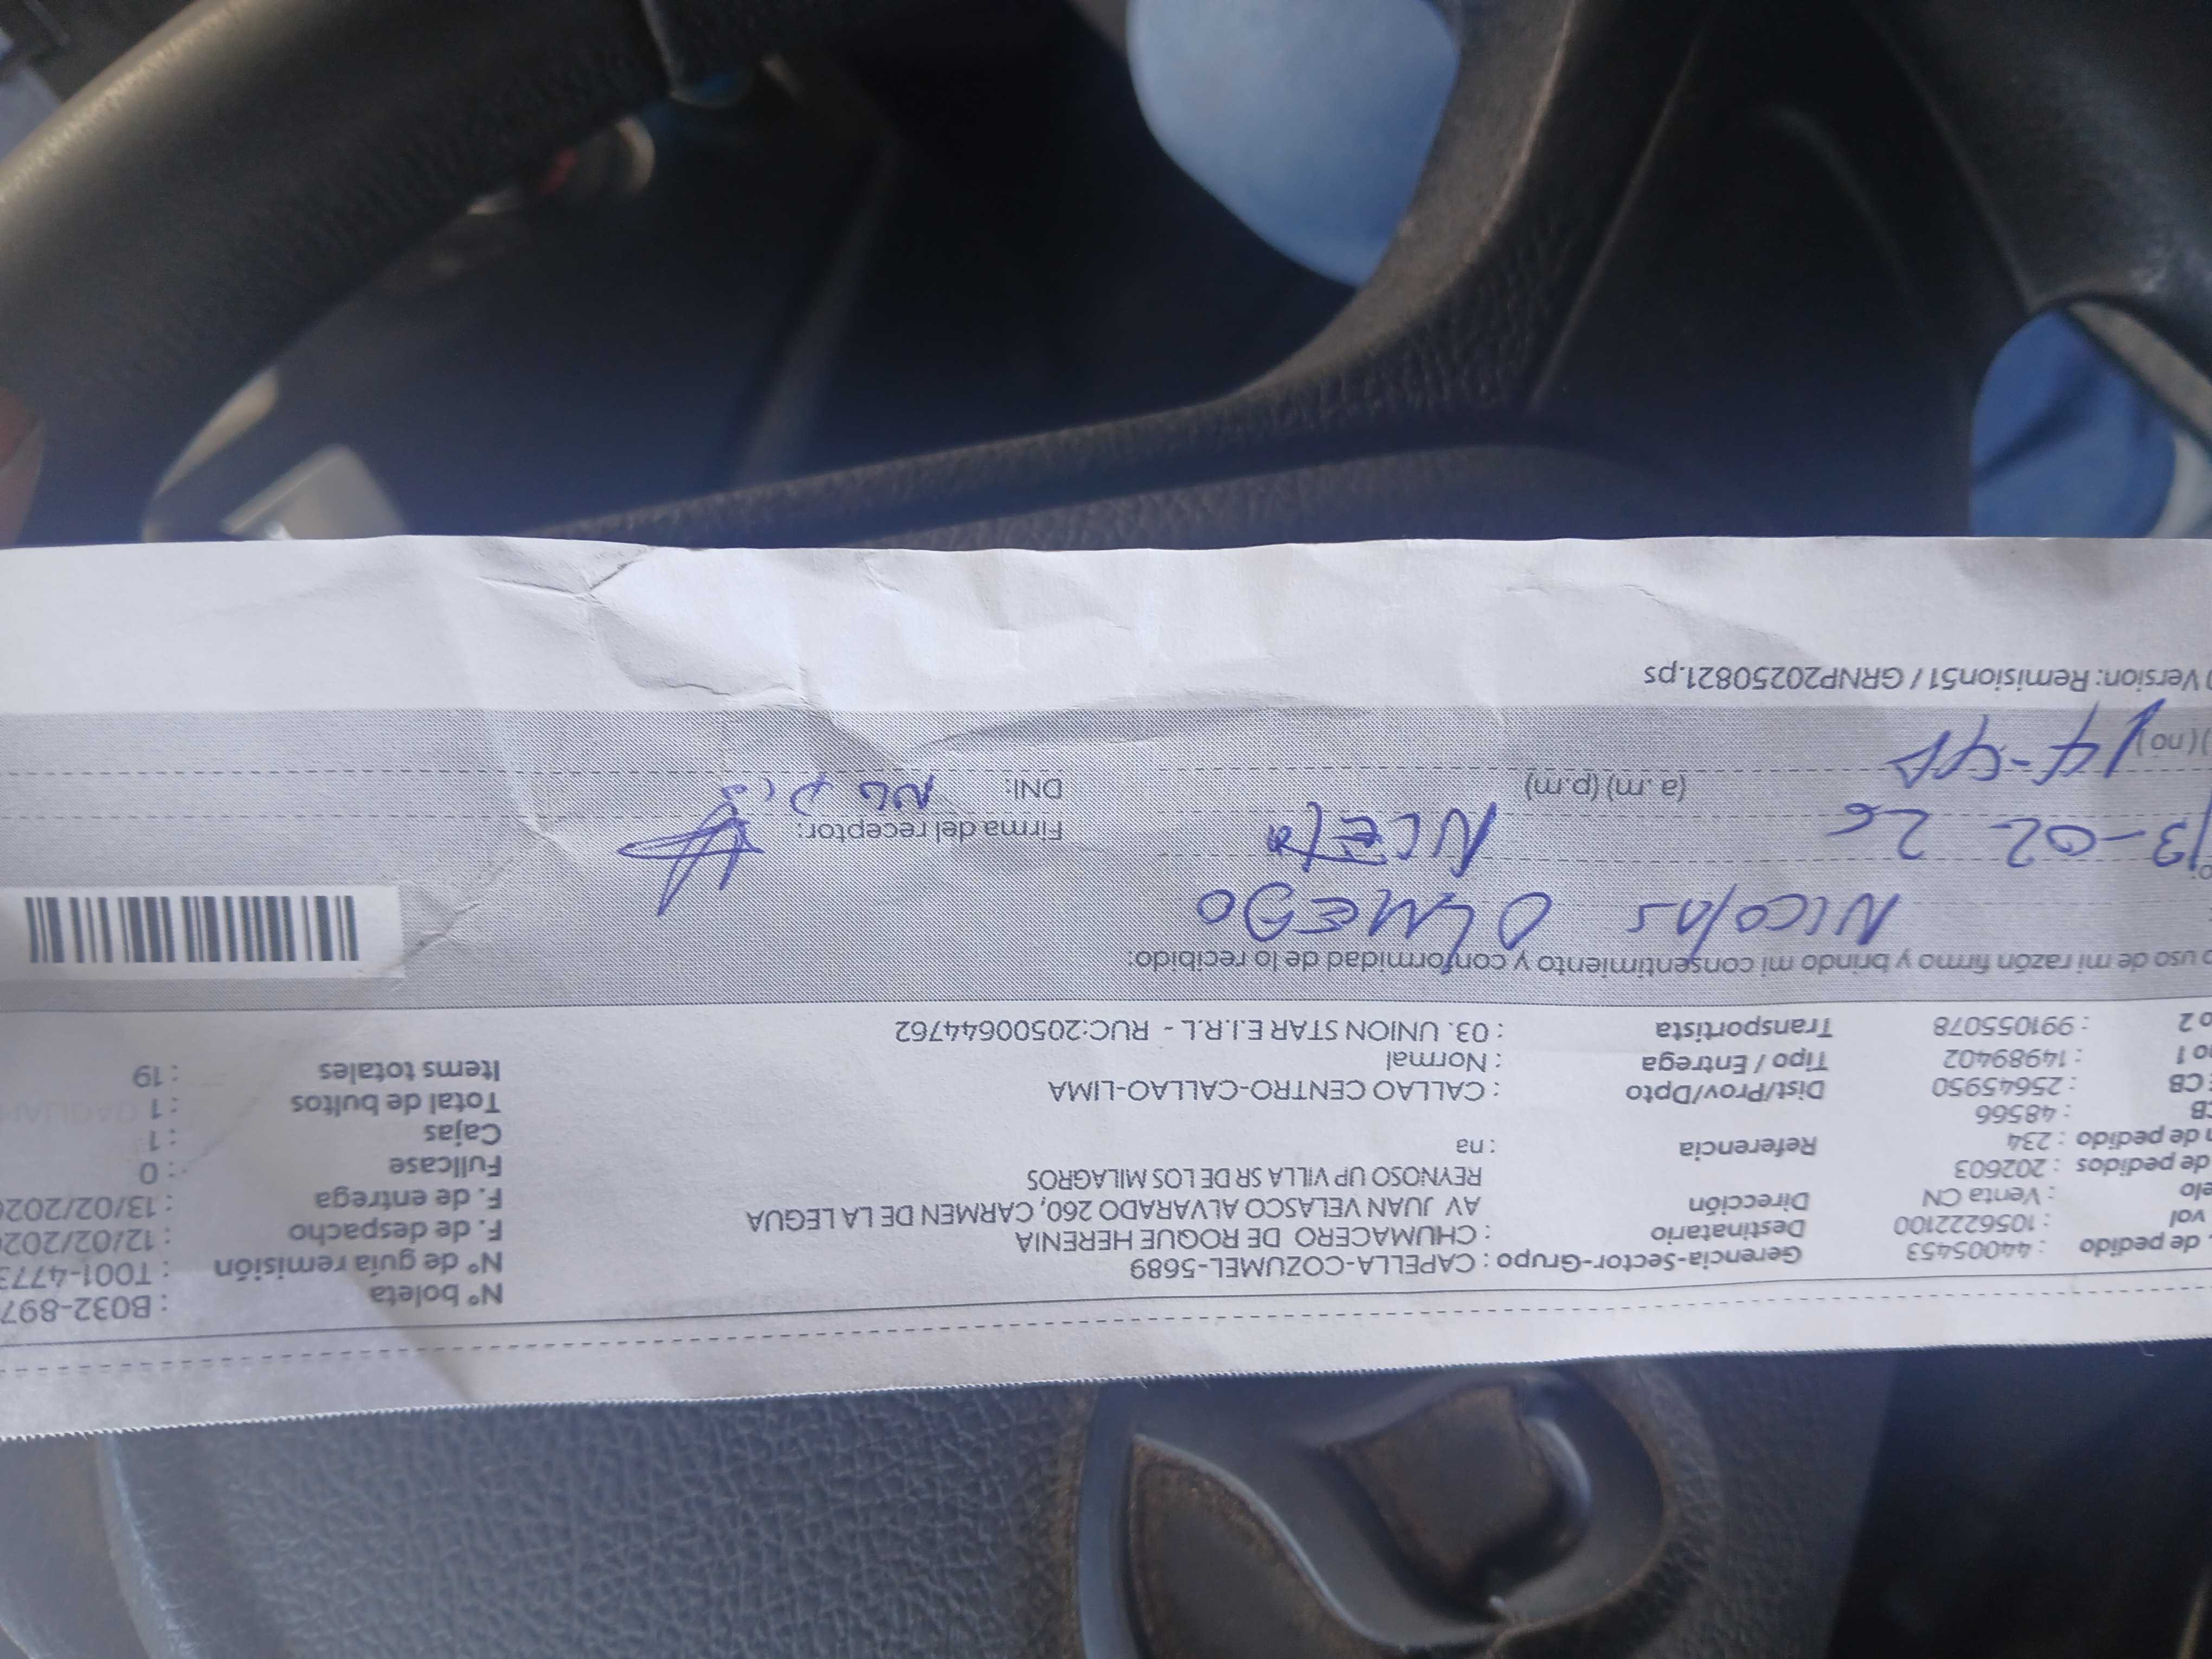 de pedido : 44005453 Gerencia-Sector-Grupo : CAPELLA-COZUMEL-5689 N° boleta : B032-897
vol : 1056222100 Destinatario : CHUMACERO DE ROQUE HERENIA N° de guía remisión : T001-4773
elo : Venta CN Dirección AV JUAN VELASCO ALVARADO 260, CARMEN DE LA LEGUA F. de despacho : 12/02/202
de pedidos : 202603 REYNOSO UP VILLA SR DE LOS MILAGROS F. de entrega : 13/02/202
de pedido : 234 Referencia : na Fullcase : 0
CB : 48566 Cajas : 1
CB : 25645950 Dist/Prov/Dpto : CALLAO CENTRO-CALLAO-LIMA Total de bultos : 1
no 1 : 14989402 Tipo / Entrega : Normal Items totales : 19
o 2 : 991055078 Transportista : 03. UNION STAR E.I.R.L - RUC:20500644762
uso de mi razón firmo y brindo mi consentimiento y conformidad de lo recibido:
NICOlAS OLMEDO
13-02 26 NICEtA Firma del receptor:
(a.m) (p.m) DNI:
) (no)
Version: Remision51 / GRNP20250821.ps